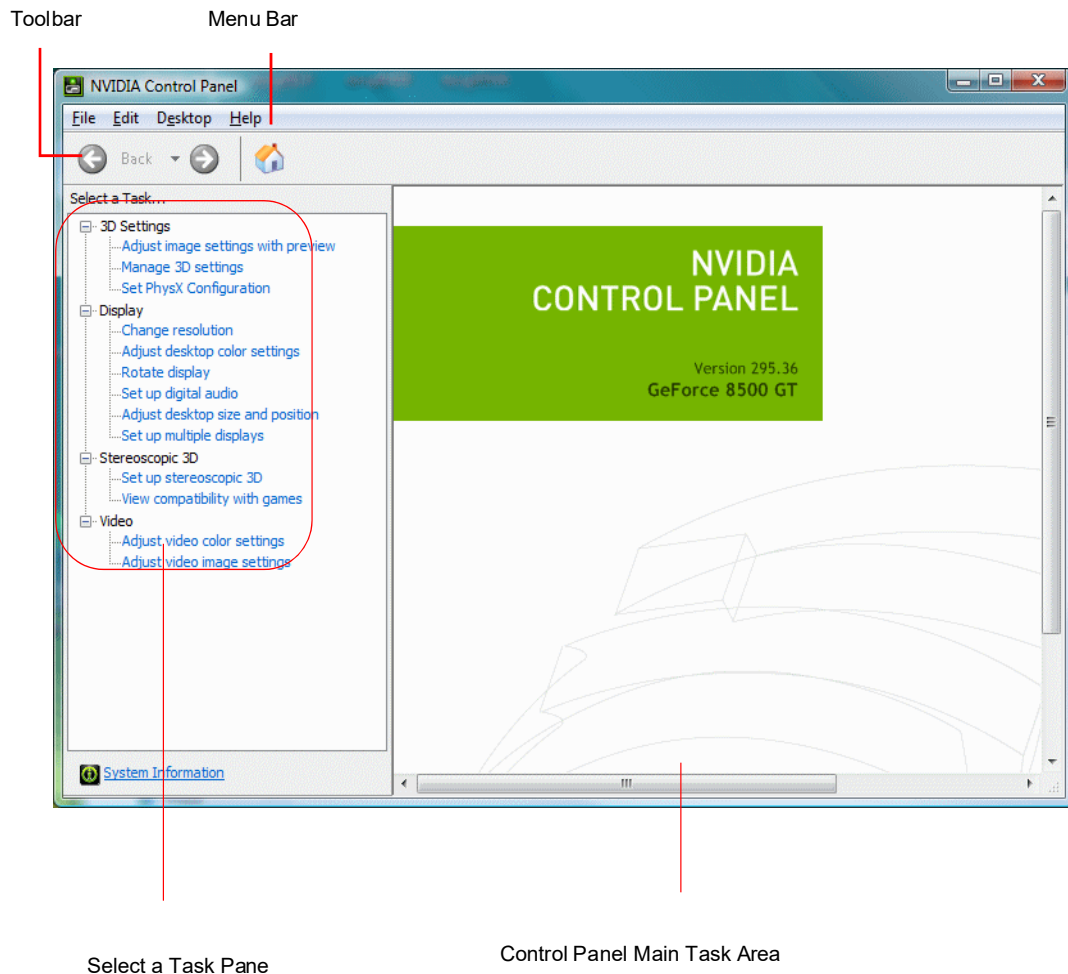 Toolbar
Menu Bar
NVIDIA Control Panel
File Edit Desktop Help
Back
Select a Task...
3D Settings
Adjust image settings with preview
Manage 3D settings
Set PhysX Configuration
Display
Change resolution
Adjust desktop color settings
Rotate display
Set up digital audio
Adjust desktop size and position
Set up multiple displays
Stereoscopic 3D
Set up stereoscopic 3D
View compatibility with games
Video
Adjust video color settings
Adjust video image settings
System Information
NVIDIA
CONTROL PANEL
Version 295.36
GeForce 8500 GT
Select a Task Pane
Control Panel Main Task Area